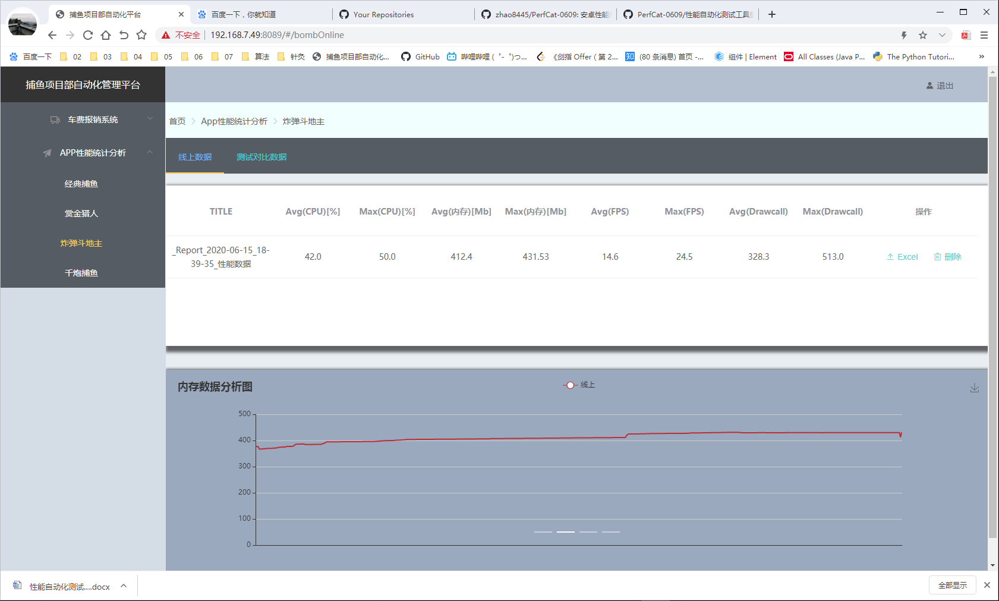 捕鱼项目部自动化平台
百度一下，你就知道
Your Repositories
zhao8445/PerfCat-0609: 安卓性能
PerfCat-0609/性能自动化测试工具
不安全 192.168.7.49:8089/#/bombOnline
百度一下 02 03 04 05 06 07 算法 针灸 捕鱼项目部自动化... GitHub 哔哩哔哩 ( ゜- ゜)つ... 《剑指 Offer ( 第 2... (80 条消息) 首页 -... 组件 | Element All Classes (Java P... The Python Tutori... »
捕鱼项目部自动化管理平台
退出
车费报销系统
APP性能统计分析
经典捕鱼
赏金猎人
炸弹斗地主
千炮捕鱼
首页 > App性能统计分析 > 炸弹斗地主
线上数据 测试对比数据
TITLE Avg(CPU)[%] Max(CPU)[%] Avg(内存)[Mb] Max(内存)[Mb] Avg(FPS) Max(FPS) Avg(Drawcall) Max(Drawcall) 操作
_Report_2020-06-15_18-
39-35_性能数据
42.0 50.0 412.4 431.53 14.6 24.5 328.3 513.0 Excel 删除
内存数据分析图
线上
500
400
300
200
100
0
性能自动化测试....docx
全部显示